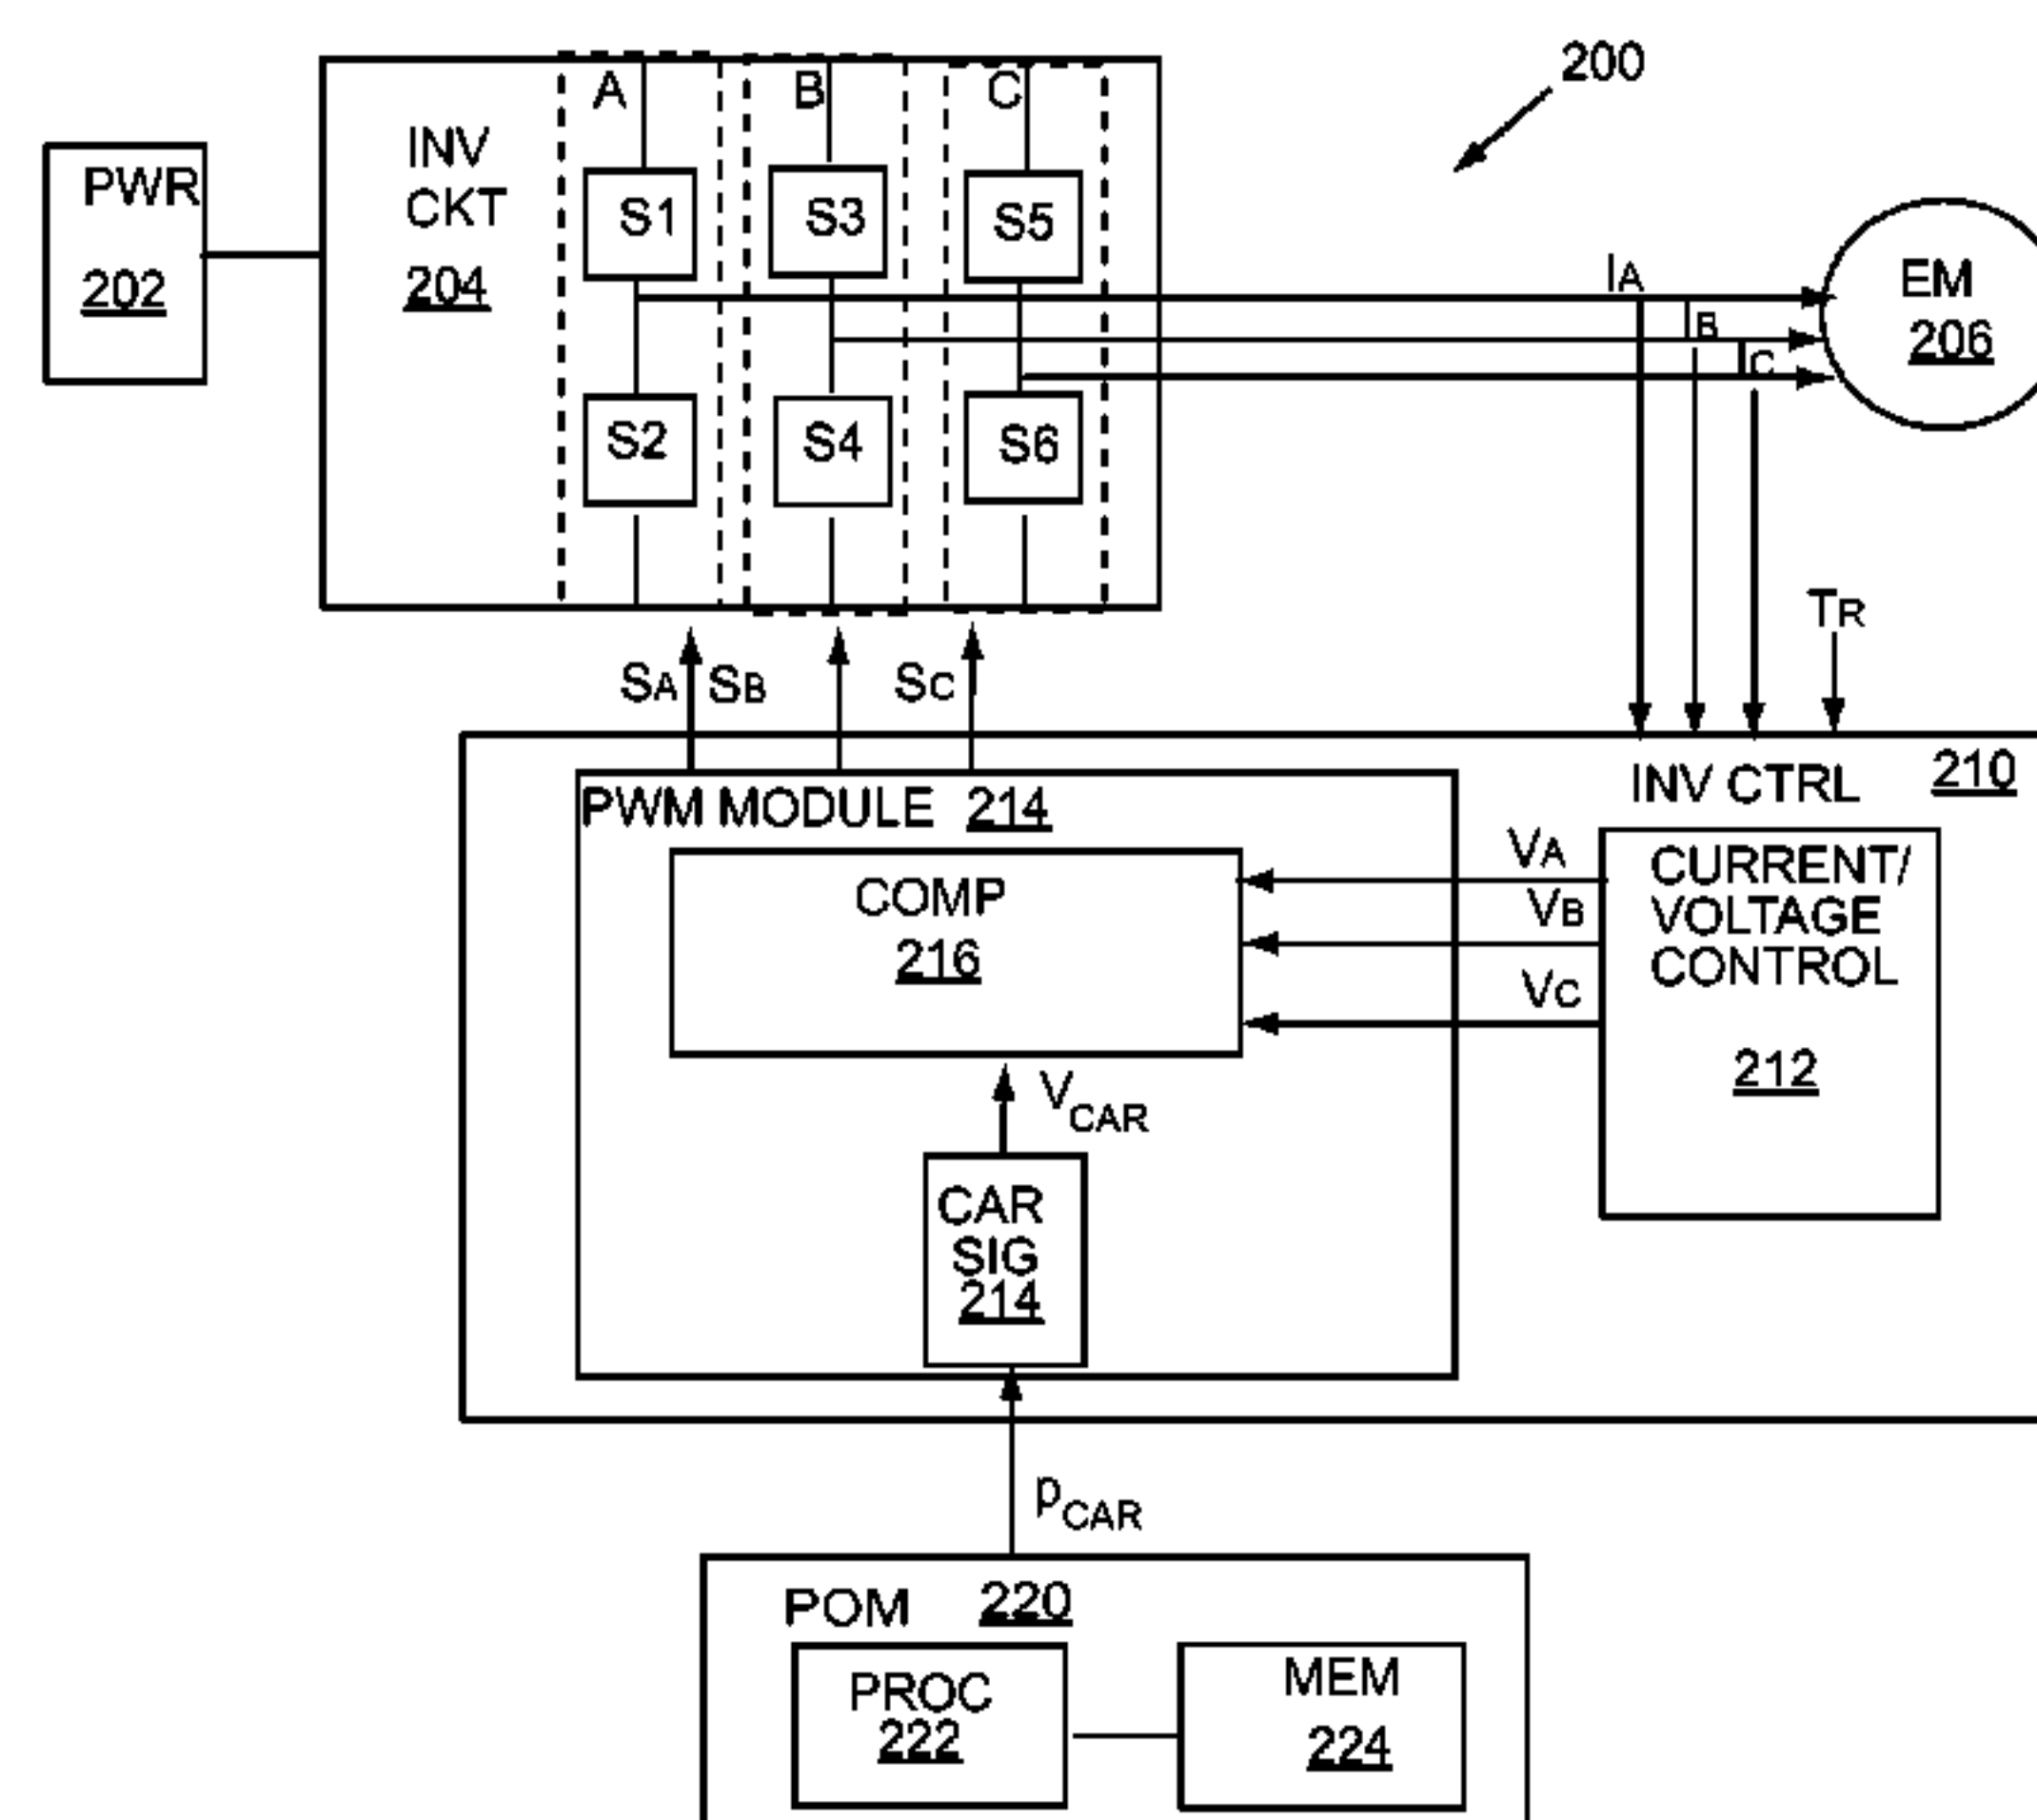 200
A
B
C
INV
CKT
204
PWR
202
S1
S3
S5
S2
S4
S6
IA
IB
IC
EM
206
TR
SA
SB
SC
INV CTRL 210
PWM MODULE 214
COMP
216
VA
VB
VC
CURRENT/
VOLTAGE
CONTROL
212
VCAR
CAR
SIG
214
pCAR
POM 220
PROC
222
MEM
224